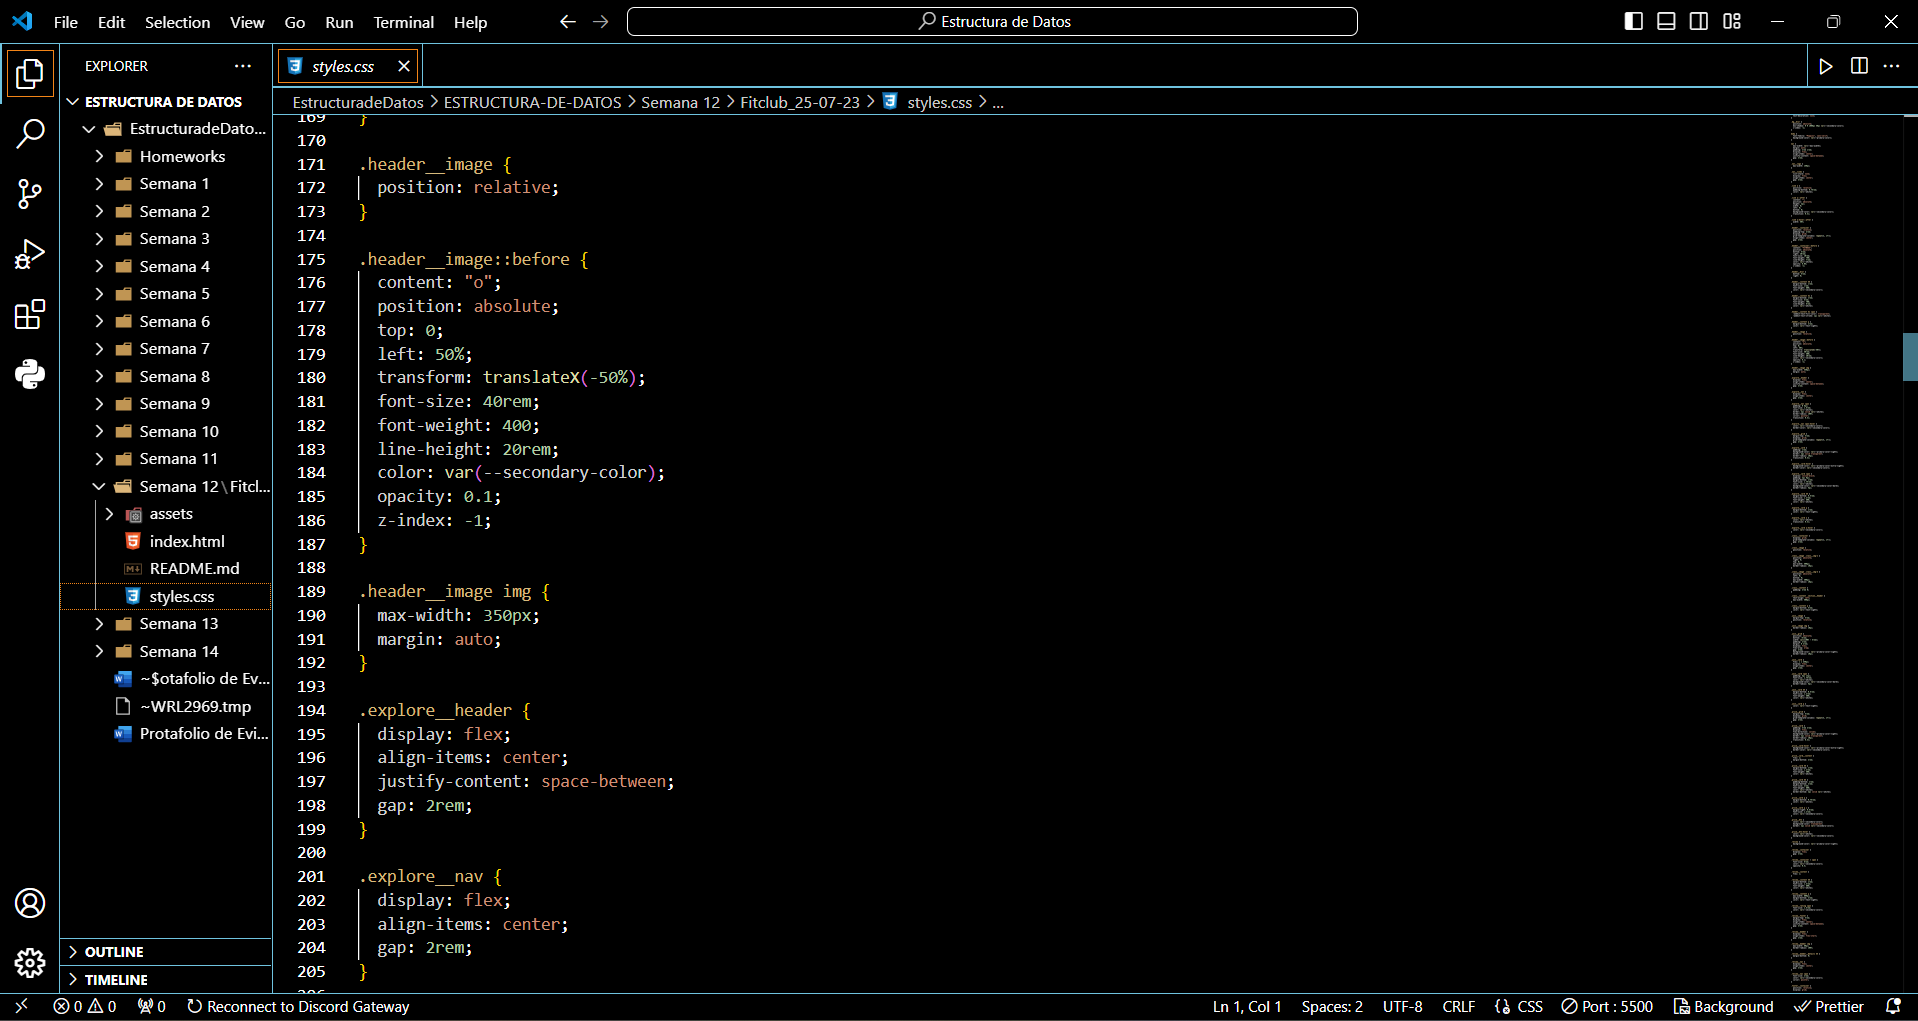 File Edit Selection View Go Run Terminal Help
Estructura de Datos
EXPLORER
ESTRUCTURA DE DATOS
EstructuradeDato...
Homeworks
Semana 1
Semana 2
Semana 3
Semana 4
Semana 5
Semana 6
Semana 7
Semana 8
Semana 9
Semana 10
Semana 11
Semana 12\Fitcl...
assets
index.html
README.md
styles.css
Semana 13
Semana 14
~$otafolio de Ev...
~WRL2969.tmp
Protafolio de Evi...
OUTLINE
TIMELINE
styles.css
EstructuradeDatos > ESTRUCTURA-DE-DATOS > Semana 12 > Fitclub_25-07-23 > styles.css > ...
169 }
170
171 .header__image {
172 position: relative;
173 }
174
175 .header__image::before {
176 content: "o";
177 position: absolute;
178 top: 0;
179 left: 50%;
180 transform: translateX(-50%);
181 font-size: 40rem;
182 font-weight: 400;
183 line-height: 20rem;
184 color: var(--secondary-color);
185 opacity: 0.1;
186 z-index: -1;
187 }
188
189 .header__image img {
190 max-width: 350px;
191 margin: auto;
192 }
193
194 .explore__header {
195 display: flex;
196 align-items: center;
197 justify-content: space-between;
198 gap: 2rem;
199 }
200
201 .explore__nav {
202 display: flex;
203 align-items: center;
204 gap: 2rem;
205 }
0 0 0 Reconnect to Discord Gateway Ln 1, Col 1 Spaces: 2 UTF-8 CRLF {} CSS Port : 5500 Background Prettier